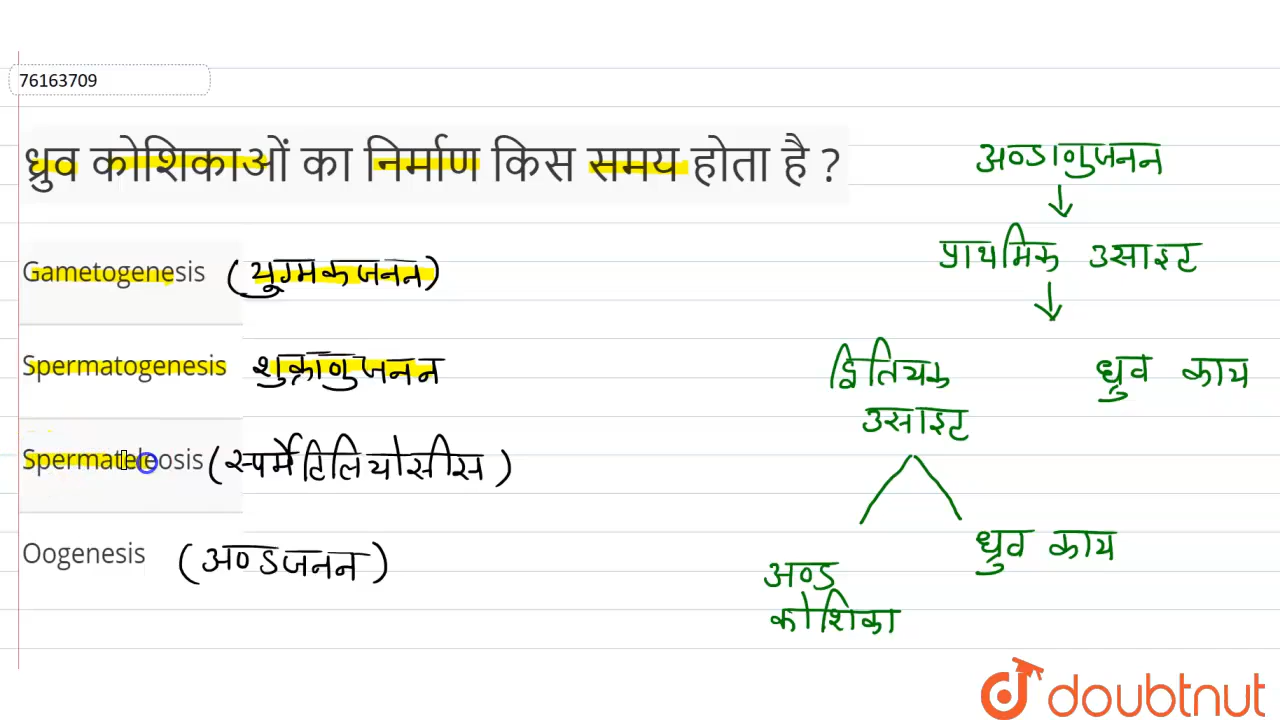 76163709
ध्रुव कोशिकाओं का निर्माण किस समय होता है ?
Gametogenesis (युग्मकजनन)
Spermatogenesis शुक्राणुजनन
Spermateleosis (स्पर्मेटिलियोसीस)
Oogenesis (अण्डजनन)
अण्डाणुजनन
प्राथमिक उसाइट
द्वितियक ध्रुव काय
उसाइट
ध्रुव काय
अण्ड
कोशिका
doubtnut